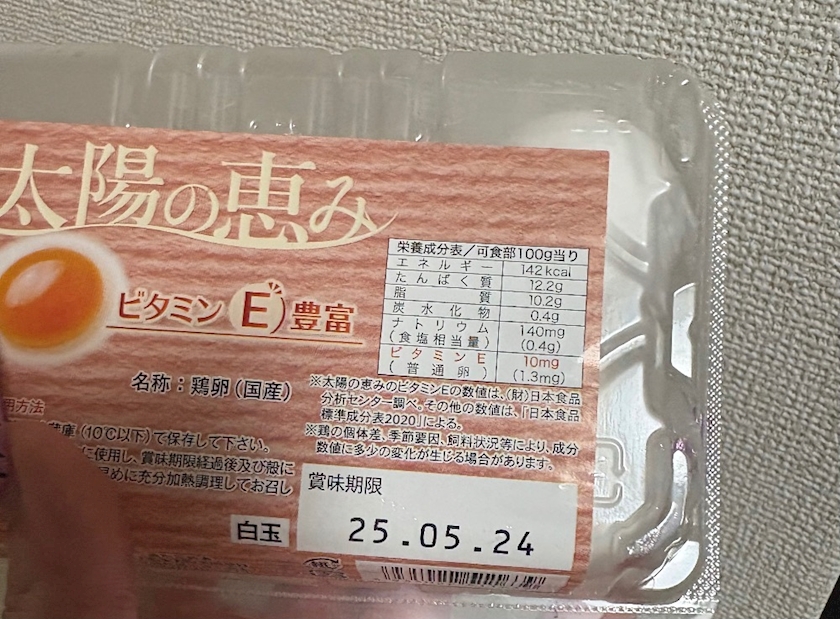 太陽の恵み
ビタミンE豊富
栄養成分表／可食部100g当り
エネルギー 142kcal
たんぱく質 12.2g
脂質 10.2g
炭水化物 0.4g
ナトリウム 140mg
(食塩相当量) (0.4g)
ビタミンE 10mg
(普通卵) (1.3mg)
名称：鶏卵(国産)
※太陽の恵みのビタミンEの数値は、(財)日本食品
分析センター調べ。その他の数値は、「日本食品
標準成分表2020」による。
※鶏の個体差、季節要因、飼料状況等により、成分
数値に多少の変化が生じる場合があります。
用方法
蔵庫(10℃以下)で保存して下さい。
に使用し、賞味期限経過後及び殻に
早めに充分加熱調理してお召し
賞味期限
25.05.24
白玉